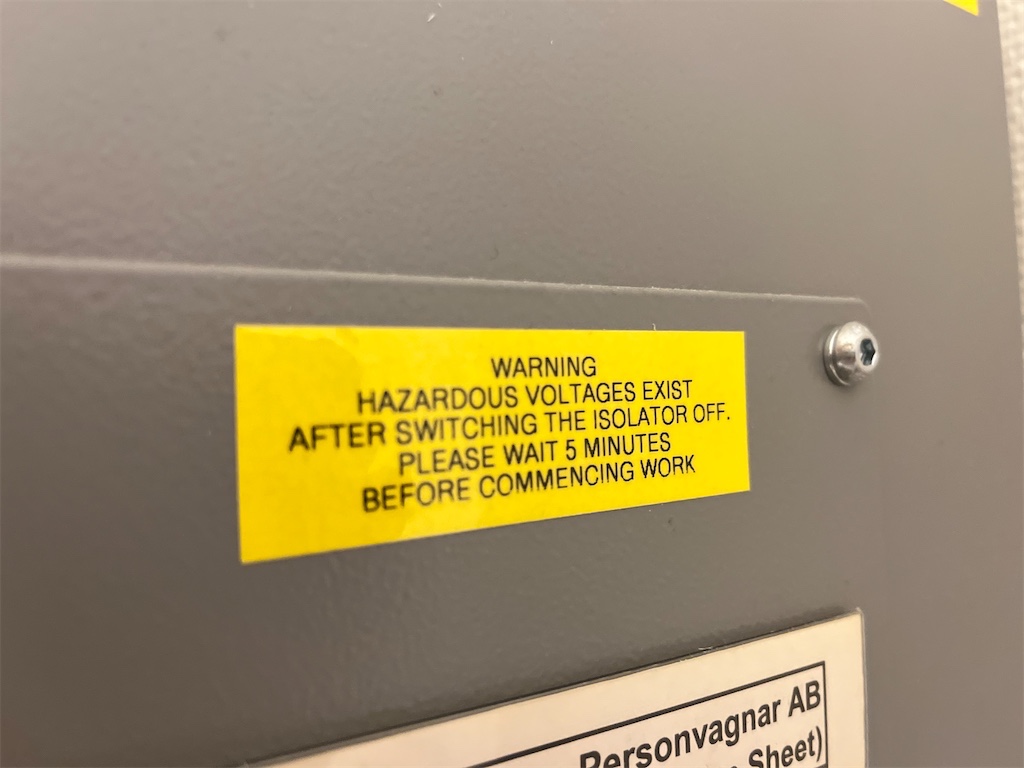 WARNING
HAZARDOUS VOLTAGES EXIST
AFTER SWITCHING THE ISOLATOR OFF.
PLEASE WAIT 5 MINUTES
BEFORE COMMENCING WORK
Personvagnar AB
Sheet)